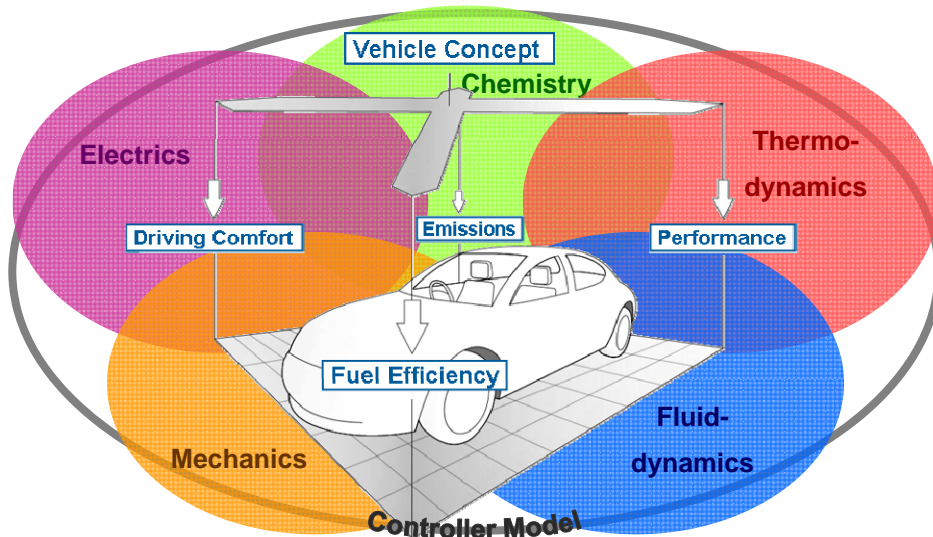 Vehicle Concept
Chemistry
Electrics
Thermo-
dynamics
Driving Comfort
Emissions
Performance
Fuel Efficiency
Mechanics
Fluid-
dynamics
Controller Model